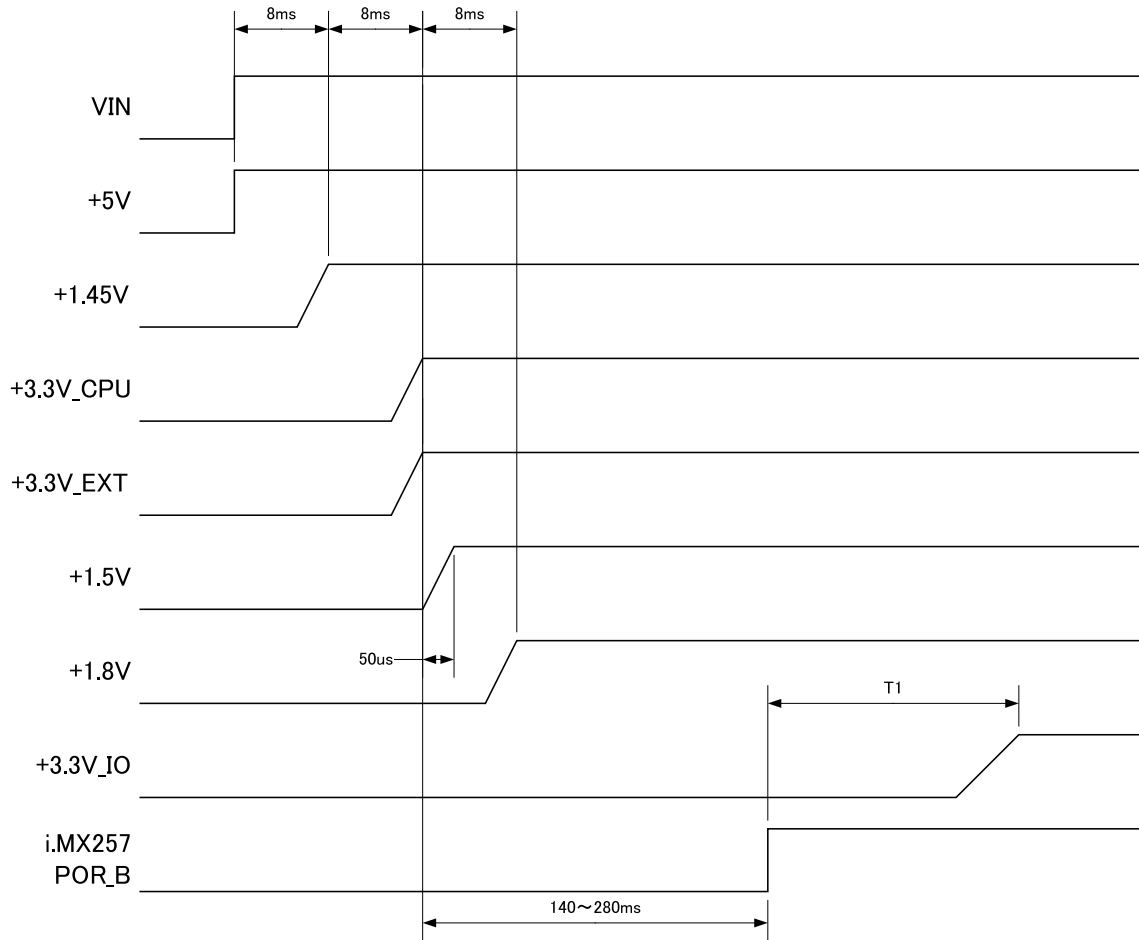 8ms 8ms 8ms
VIN
+5V
+1.45V
+3.3V_CPU
+3.3V_EXT
+1.5V
50us
+1.8V
T1
+3.3V_IO
i.MX257
POR_B
140～280ms